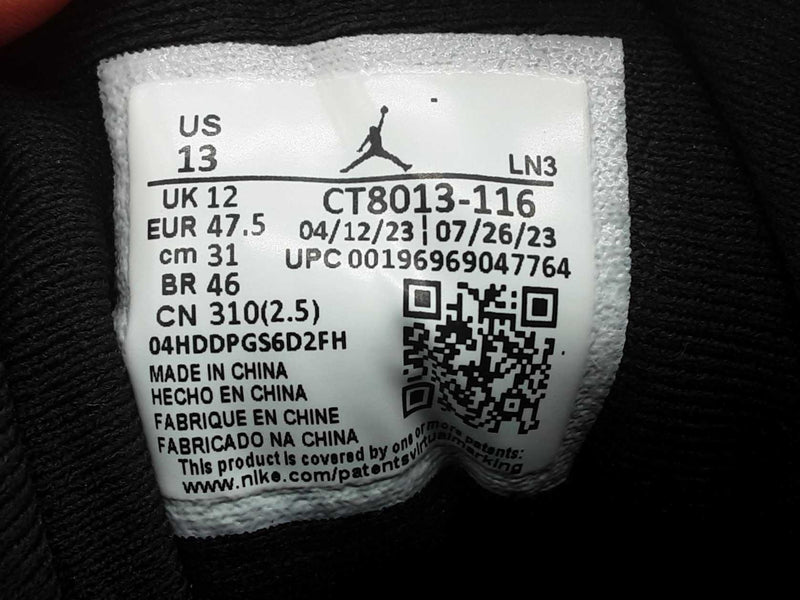 US
13
LN3
UK 12
CT8013-116
EUR 47.5
04/12/23 | 07/26/23
cm 31
UPC 00196969047764
BR 46
CN 310(2.5)
04HDDPGS6D2FH
MADE IN CHINA
HECHO EN CHINA
FABRIQUE EN CHINE
FABRICADO NA CHINA
This product is covered by one or more patents:
www.nike.com/patentsvirtualmarking